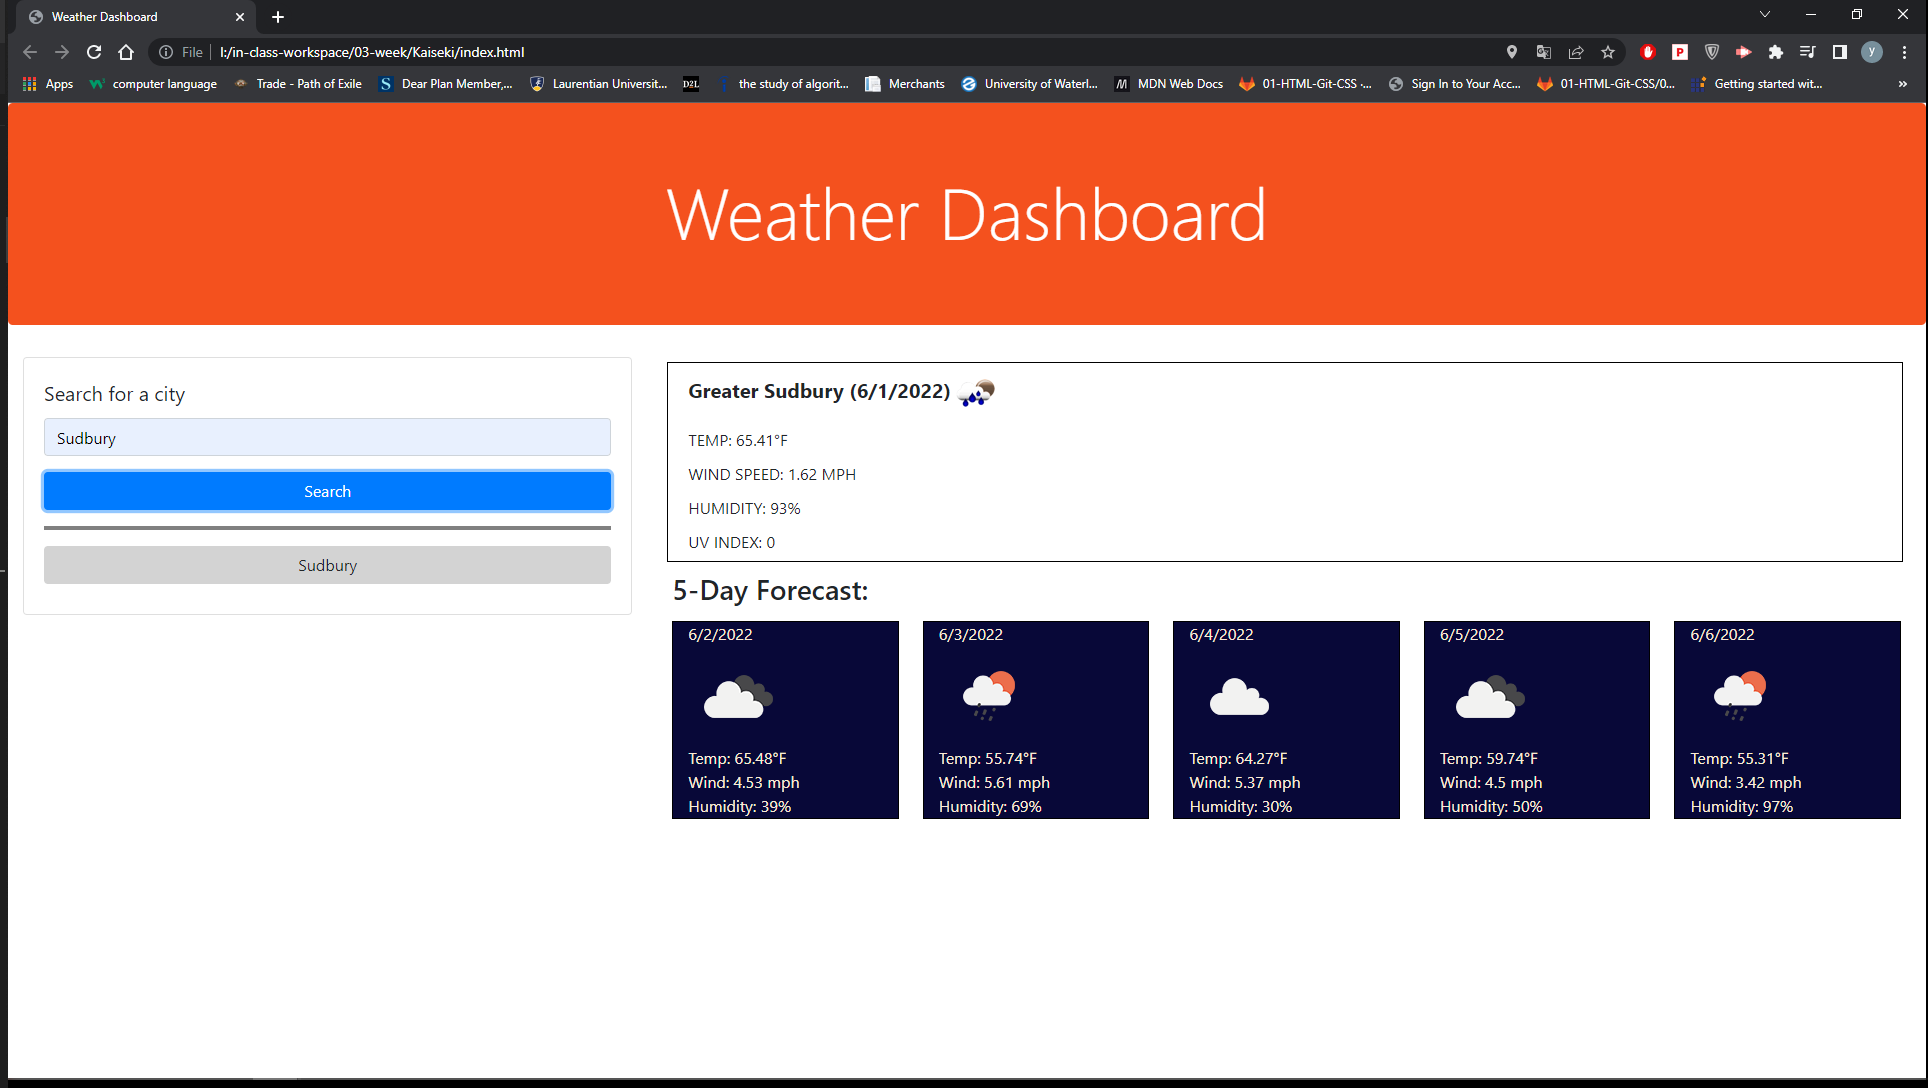 Weather Dashboard
File
I:/in-class-workspace/03-week/Kaiseki/index.html
P
y
Apps
computer language
Trade - Path of Exile
S
Dear Plan Member,...
Laurentian Universit...
D2L
the study of algorit...
Merchants
University of Waterl...
M
MDN Web Docs
01-HTML-Git-CSS ·...
Sign In to Your Acc...
01-HTML-Git-CSS/0...
Getting started wit...
»
Weather Dashboard
Search for a city
Sudbury
Search
Sudbury
Greater Sudbury (6/1/2022)
TEMP: 65.41°F
WIND SPEED: 1.62 MPH
HUMIDITY: 93%
UV INDEX: 0
5-Day Forecast:
6/2/2022
Temp: 65.48°F
Wind: 4.53 mph
Humidity: 39%
6/3/2022
Temp: 55.74°F
Wind: 5.61 mph
Humidity: 69%
6/4/2022
Temp: 64.27°F
Wind: 5.37 mph
Humidity: 30%
6/5/2022
Temp: 59.74°F
Wind: 4.5 mph
Humidity: 50%
6/6/2022
Temp: 55.31°F
Wind: 3.42 mph
Humidity: 97%